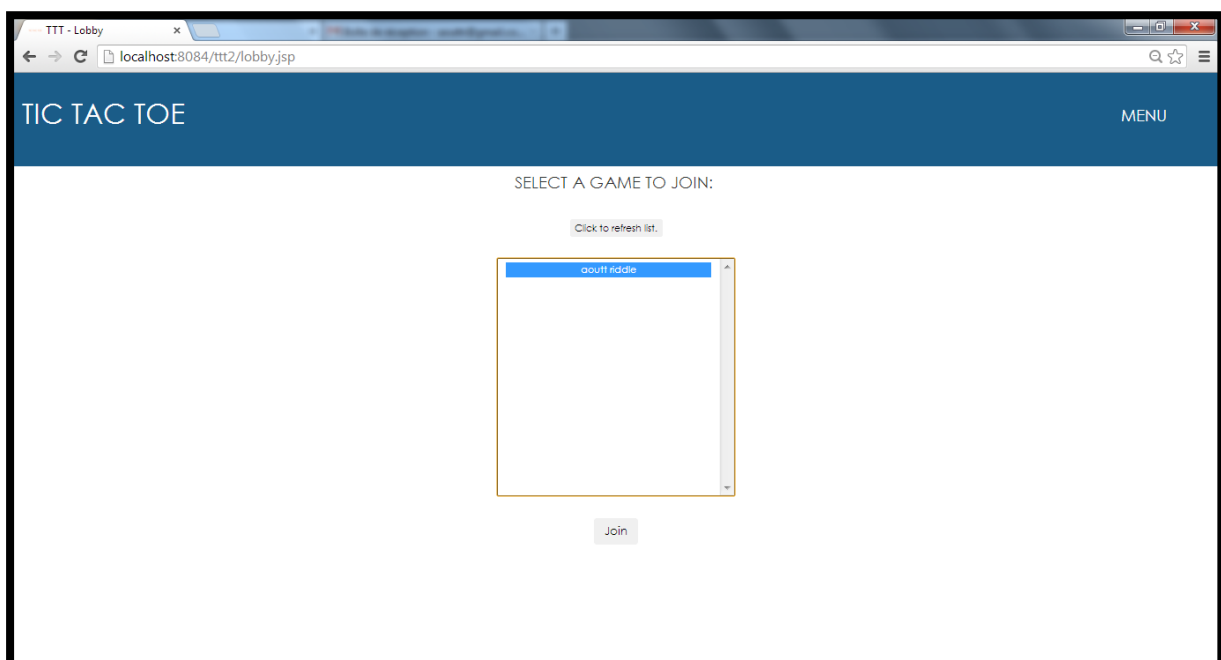 TTT - Lobby
localhost:8084/ttt2/lobby.jsp
TIC TAC TOE
MENU
SELECT A GAME TO JOIN:
Click to refresh list.
aoutt riddle
Join